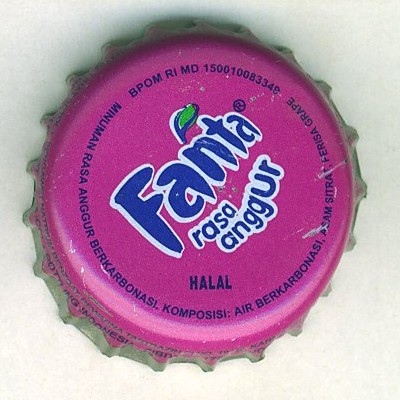 BPOM RI MD 150010083348
MINUMAN RASA ANGGUR BERKARBONASI. KOMPOSISI: AIR BERKARBONASI, ASAM SITRAT, PERISA GRAPE
Fanta®
rasa
anggur
HALAL
INDONESIA